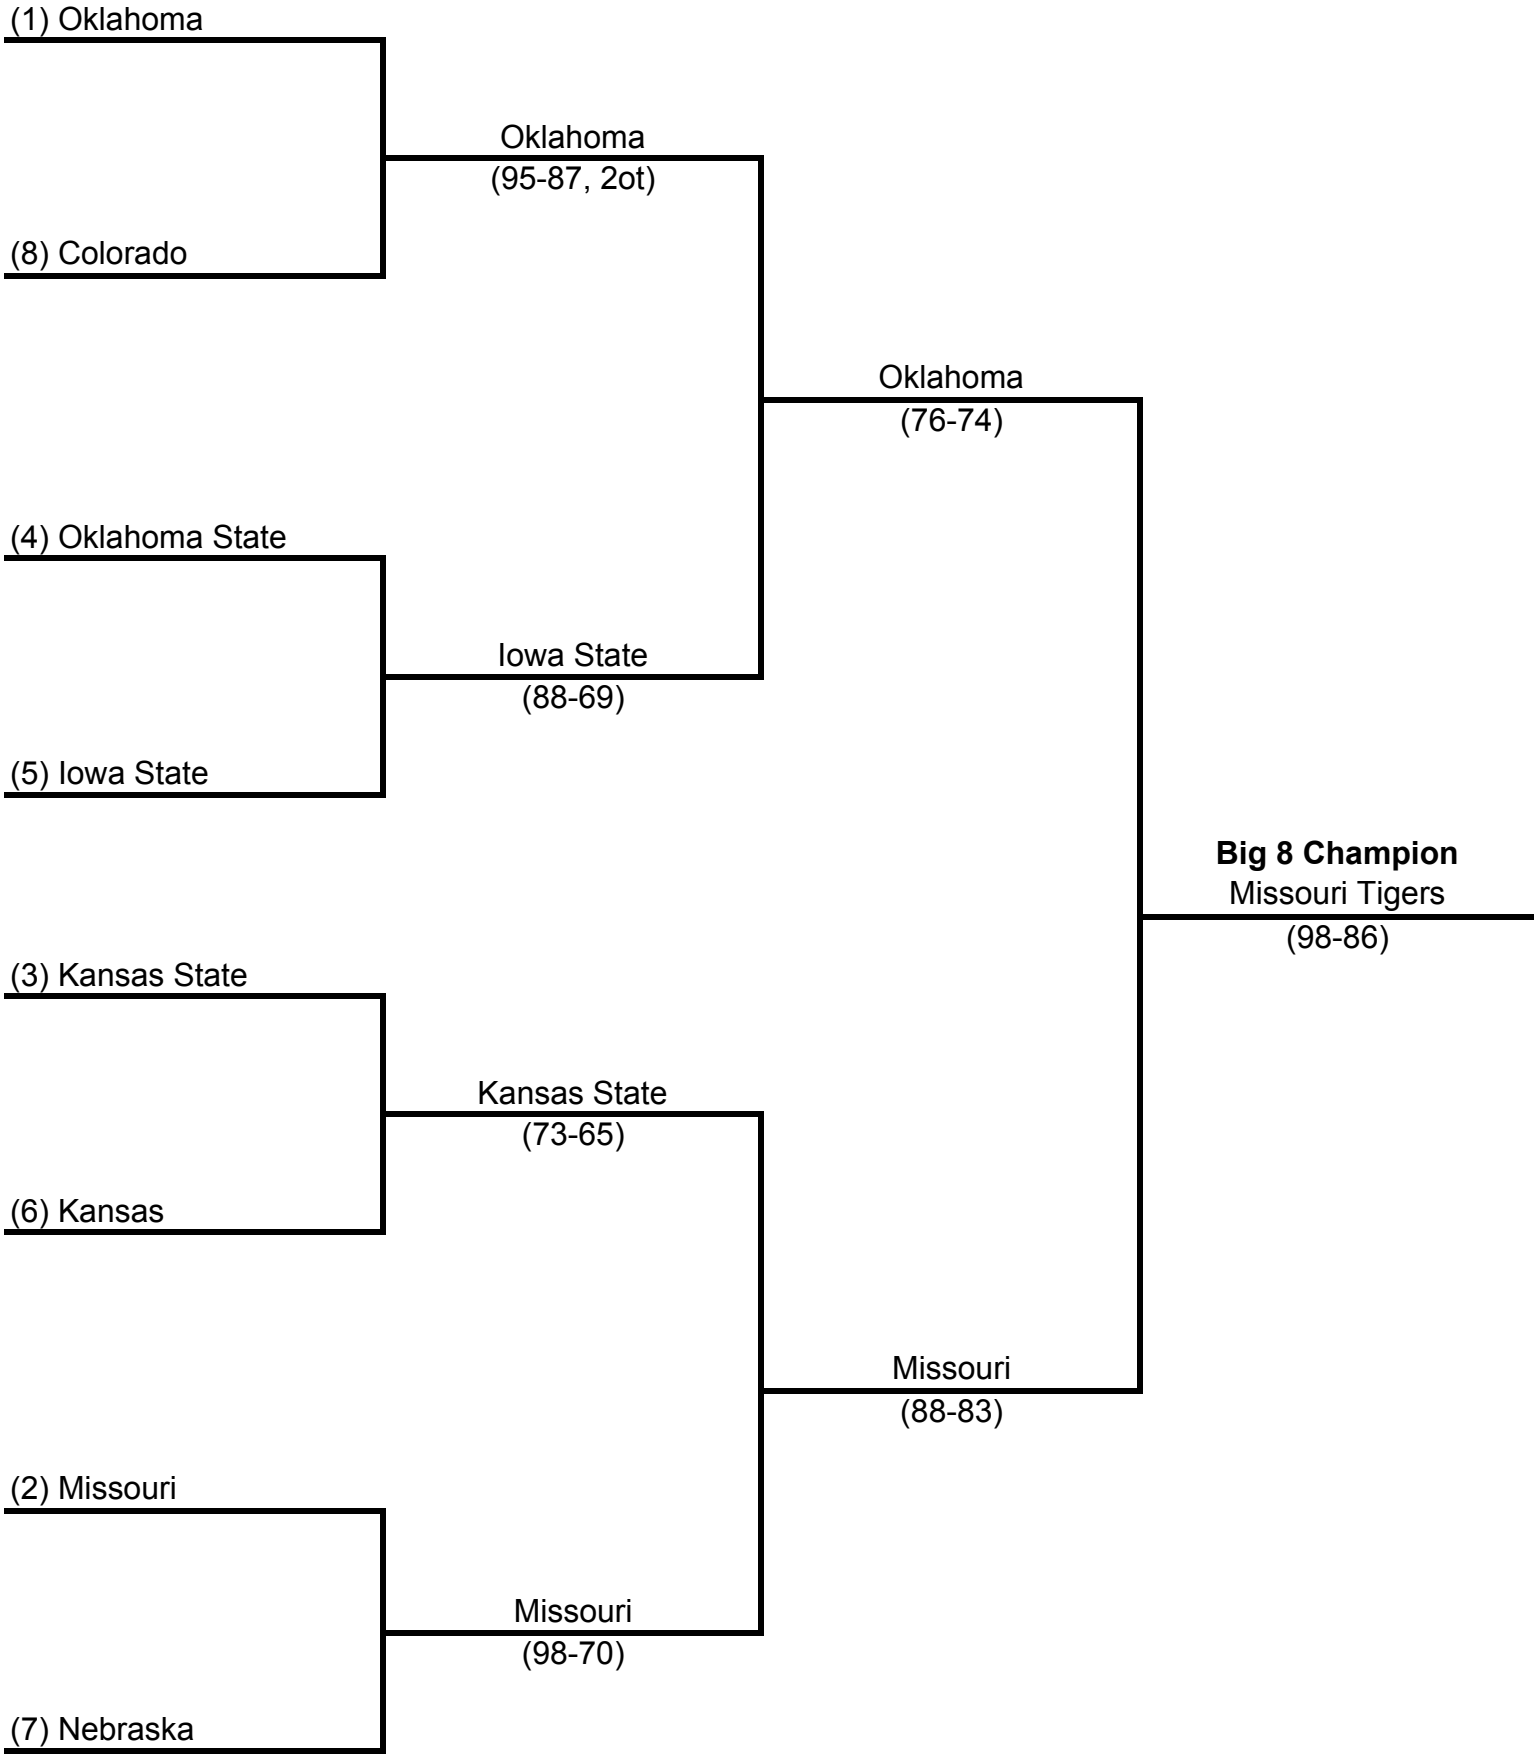 (1) Oklahoma
Oklahoma
(95-87, 2ot)
(8) Colorado
Oklahoma
(76-74)
(4) Oklahoma State
Iowa State
(88-69)
(5) Iowa State
Big 8 Champion
Missouri Tigers
(98-86)
(3) Kansas State
Kansas State
(73-65)
(6) Kansas
Missouri
(88-83)
(2) Missouri
Missouri
(98-70)
(7) Nebraska